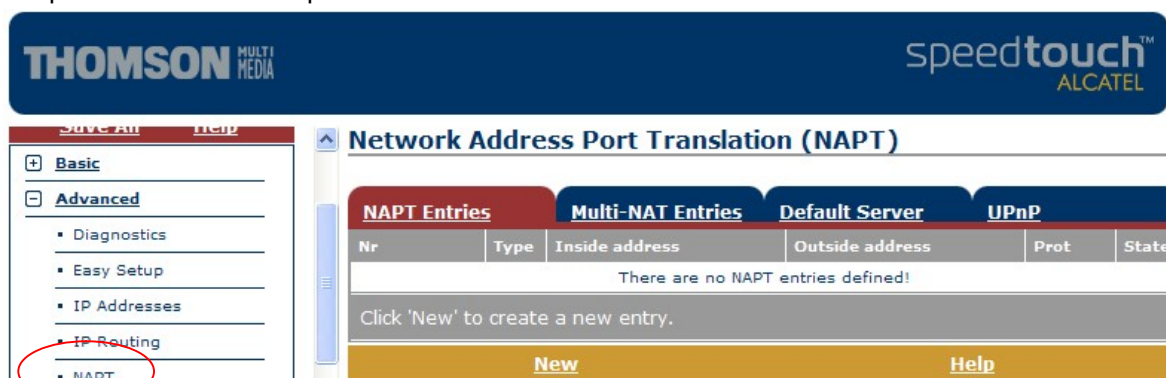 THOMSON MULTI MEDIA
speedtouch™
ALCATEL
Save All Help
Basic
Advanced
Diagnostics
Easy Setup
IP Addresses
IP Routing
NAPT
Network Address Port Translation (NAPT)
NAPT Entries Multi-NAT Entries Default Server UPnP
Nr Type Inside address Outside address Prot State
There are no NAPT entries defined!
Click 'New' to create a new entry.
New Help